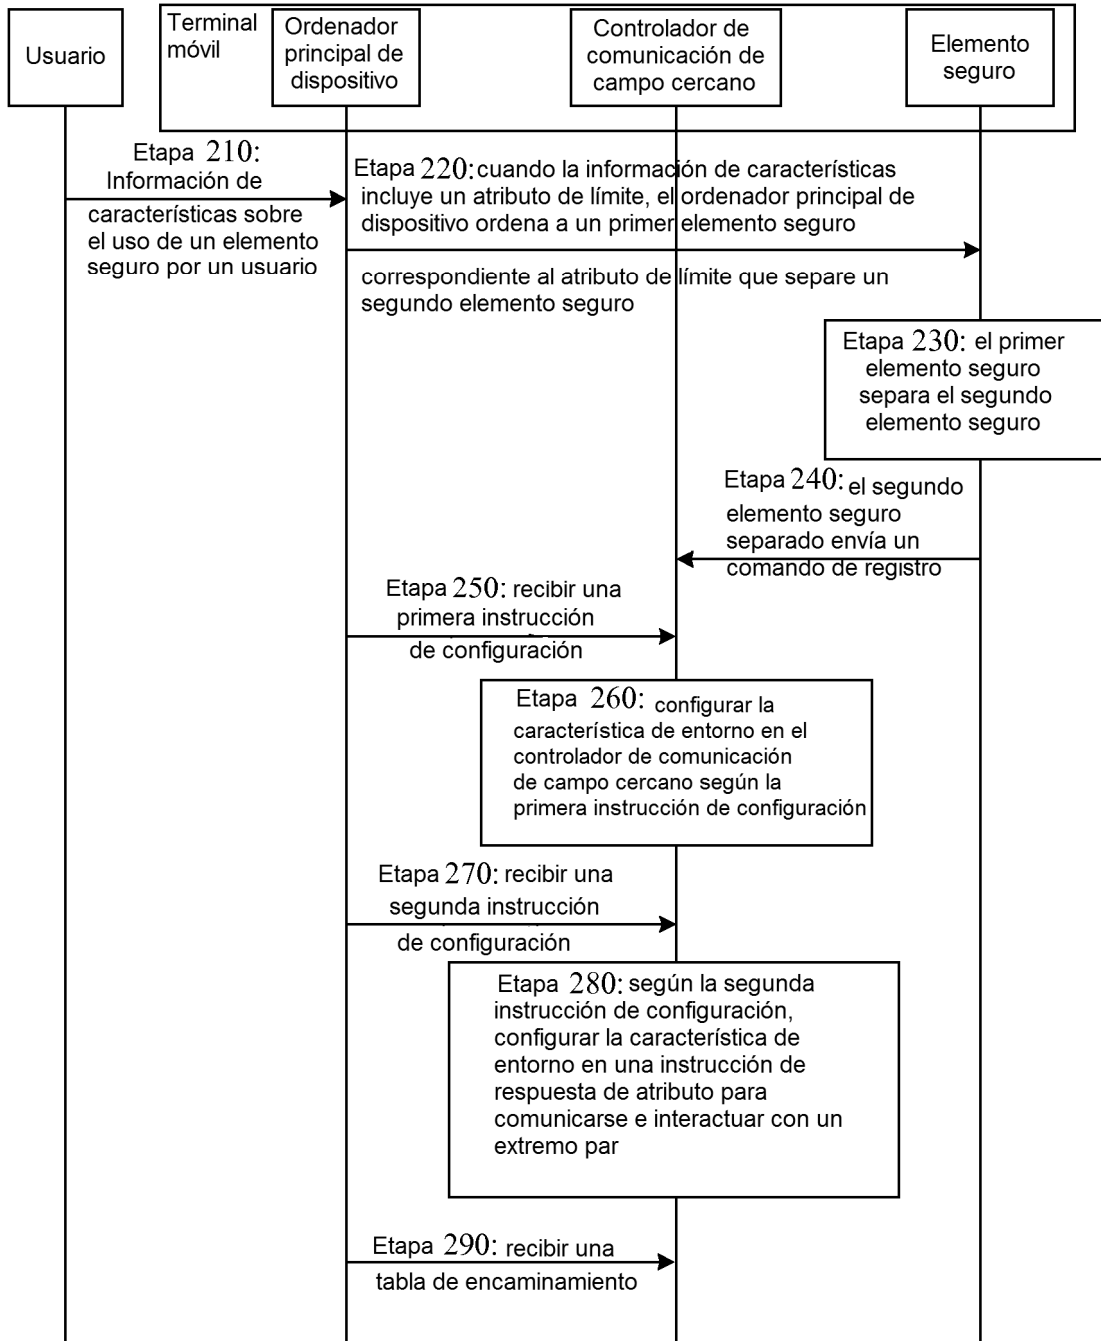 Usuario
Terminal
móvil
Ordenador
principal de
dispositivo
Controlador de
comunicación de
campo cercano
Elemento
seguro
Etapa 210:
Información de
características sobre
el uso de un elemento
seguro por un usuario
Etapa 220: cuando la información de características
incluye un atributo de límite, el ordenador principal de
dispositivo ordena a un primer elemento seguro
correspondiente al atributo de límite que separe un
segundo elemento seguro
Etapa 230: el primer
elemento seguro
separa el segundo
elemento seguro
Etapa 240: el segundo
elemento seguro
separado envía un
comando de registro
Etapa 250: recibir una
primera instrucción
de configuración
Etapa 260: configurar la
característica de entorno en el
controlador de comunicación
de campo cercano según la
primera instrucción de configuración
Etapa 270: recibir una
segunda instrucción
de configuración
Etapa 280: según la segunda
instrucción de configuración,
configurar la característica de
entorno en una instrucción de
respuesta de atributo para
comunicarse e interactuar con un
extremo par
Etapa 290: recibir una
tabla de encaminamiento